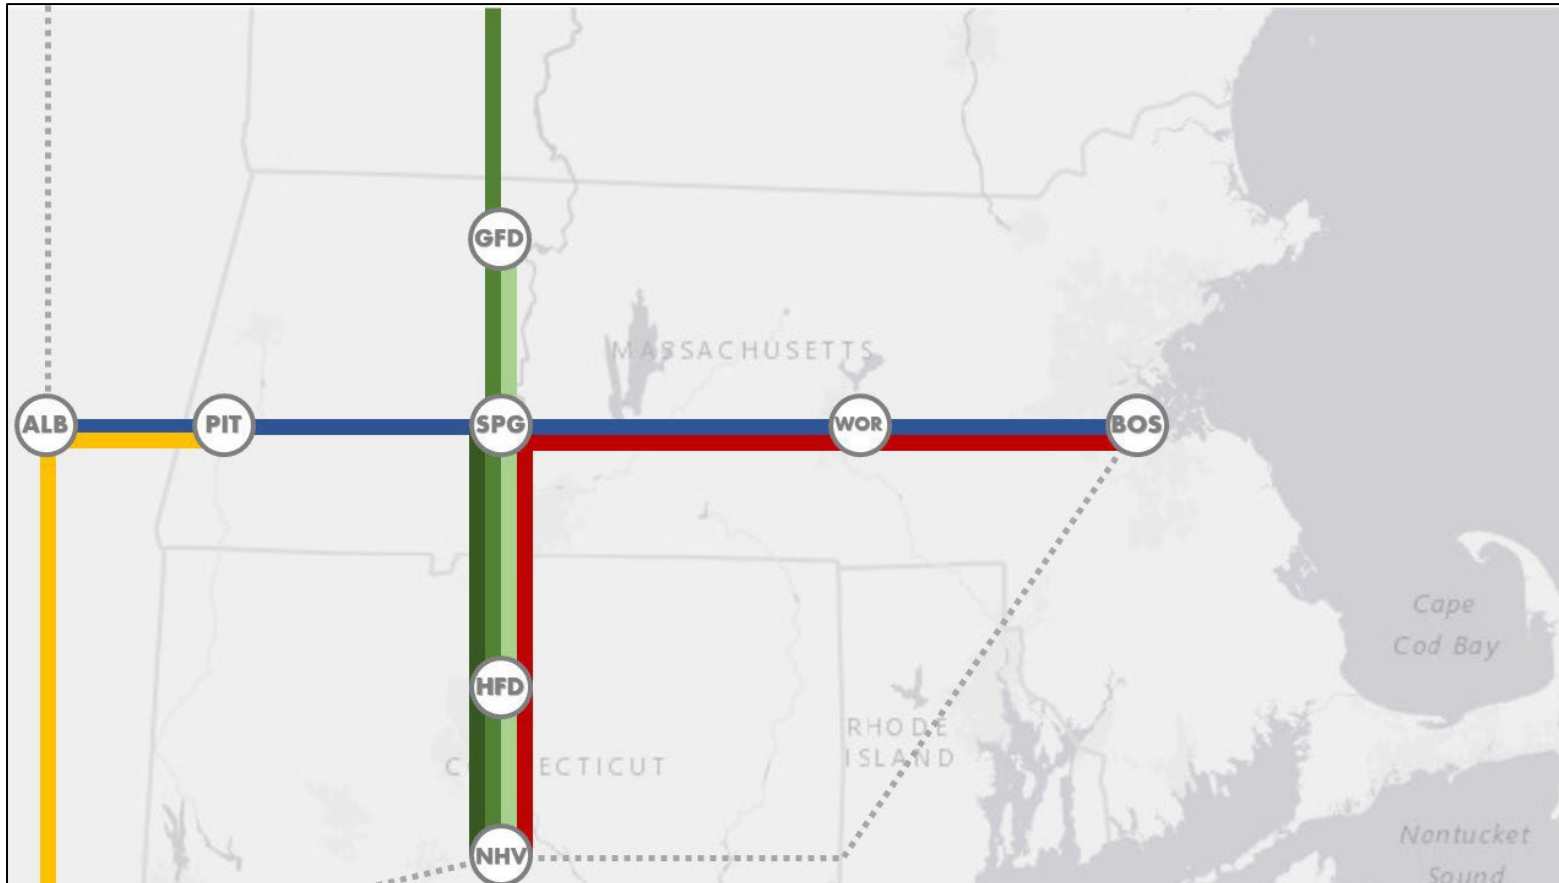 GFD
MASSACHUSETTS
ALB
PIT
SPG
WOR
BOS
Cape
Cod Bay
HFD
RHODE
ISLAND
C ECTICUT
NHV
Nantucket
Sound